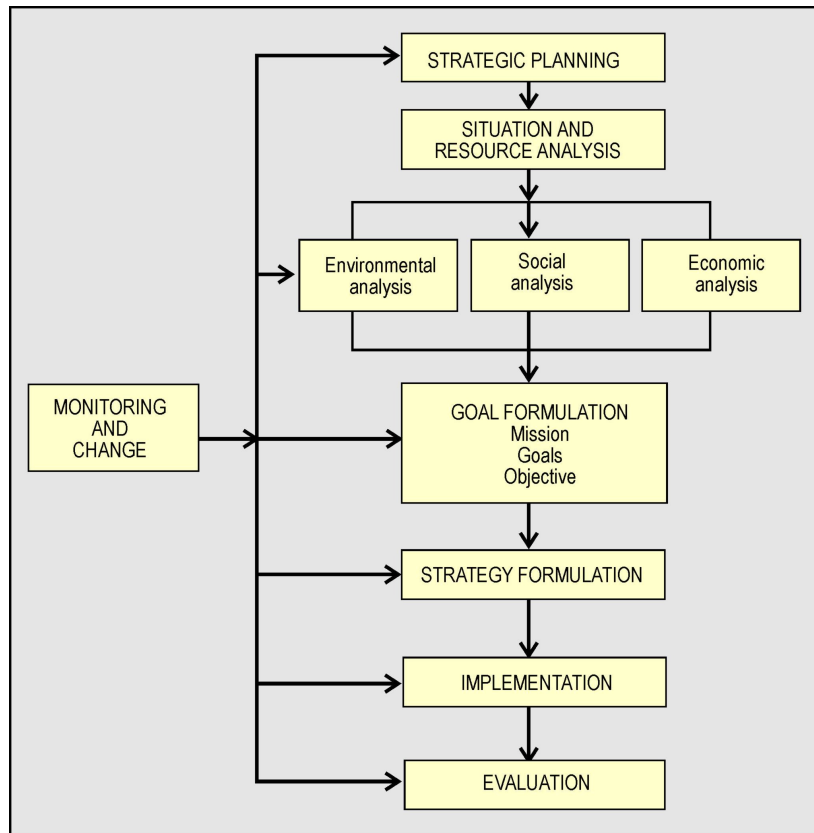 STRATEGIC PLANNING
SITUATION AND
RESOURCE ANALYSIS
Environmental
analysis
Social
analysis
Economic
analysis
MONITORING
AND
CHANGE
GOAL FORMULATION
Mission
Goals
Objective
STRATEGY FORMULATION
IMPLEMENTATION
EVALUATION